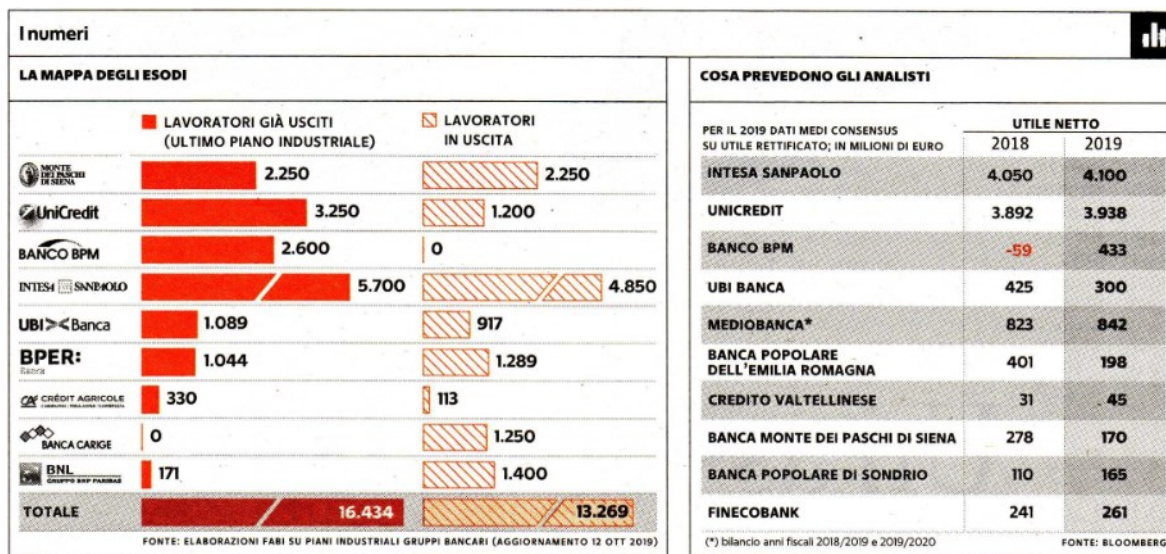 I numeri
LA MAPPA DEGLI ESODI
LAVORATORI GIÀ USCITI
(ULTIMO PIANO INDUSTRIALE)
LAVORATORI
IN USCITA
MONTE
DEI PASCHI
DI SIENA
2.250
2.250
UniCredit
3.250
1.200
BANCO BPM
2.600
0
INTESA SANPAOLO
5.700
4.850
UBI Banca
1.089
917
BPER:
Banca
1.044
1.289
CRÉDIT AGRICOLE
330
113
BANCA CARIGE
0
1.250
BNL
GRUPPO BNP PARIBAS
171
1.400
TOTALE
16.434
13.269
FONTE: ELABORAZIONI FABI SU PIANI INDUSTRIALI GRUPPI BANCARI (AGGIORNAMENTO 12 OTT 2019)
COSA PREVEDONO GLI ANALISTI
PER IL 2019 DATI MEDI CONSENSUS
SU UTILE RETTIFICATO; IN MILIONI DI EURO
UTILE NETTO
2018 2019
INTESA SANPAOLO 4.050 4.100
UNICREDIT 3.892 3.938
BANCO BPM -59 433
UBI BANCA 425 300
MEDIOBANCA* 823 842
BANCA POPOLARE
DELL'EMILIA ROMAGNA 401 198
CREDITO VALTELLINESE 31 45
BANCA MONTE DEI PASCHI DI SIENA 278 170
BANCA POPOLARE DI SONDRIO 110 165
FINECOBANK 241 261
(*) bilancio anni fiscali 2018/2019 e 2019/2020
FONTE: BLOOMBERG